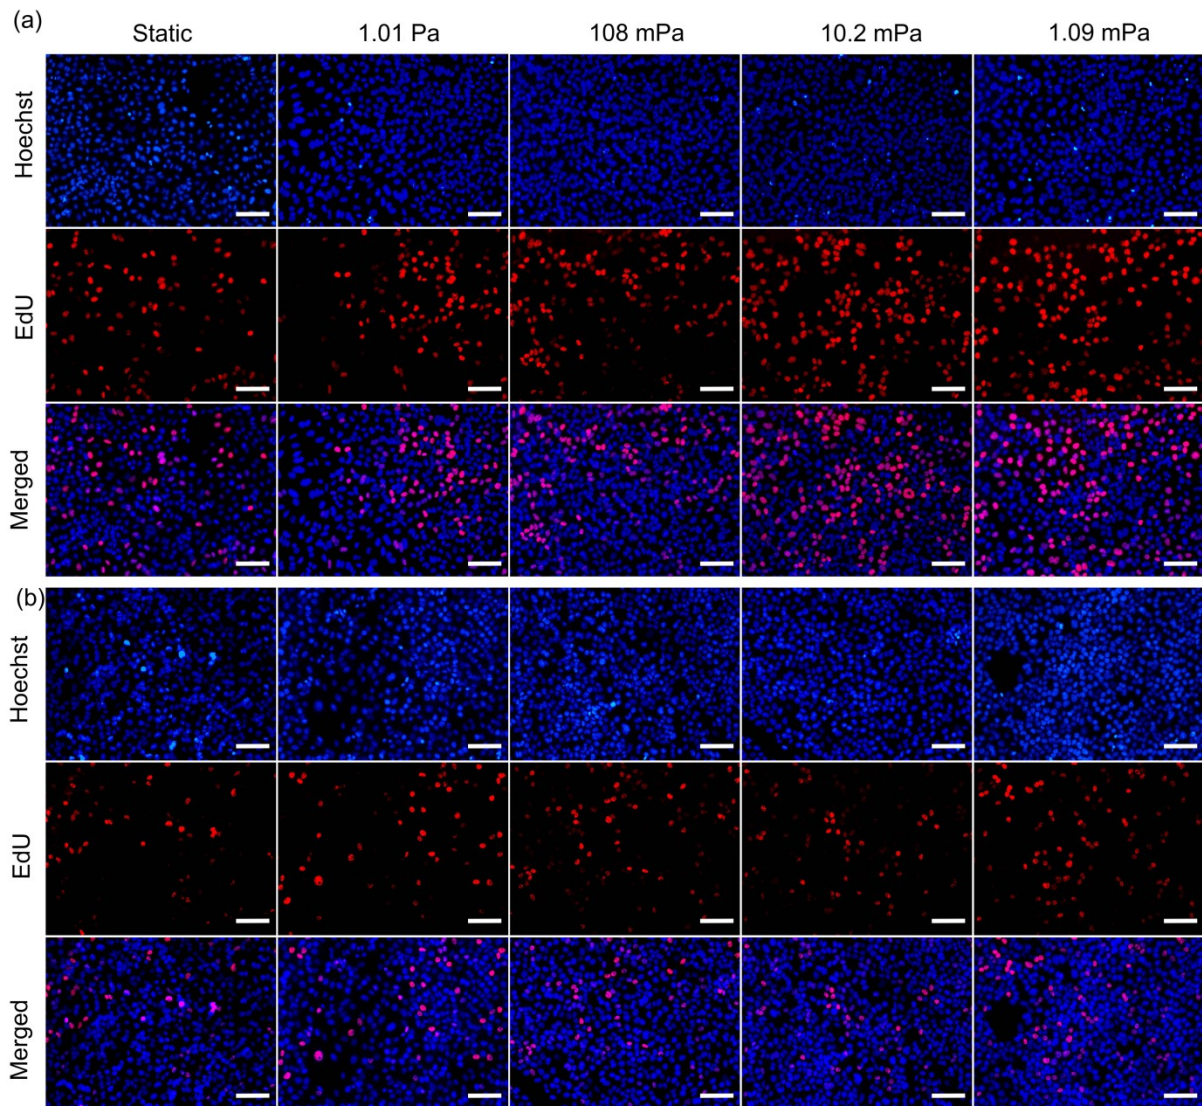 (a)
Static 1.01 Pa 108 mPa 10.2 mPa 1.09 mPa
Hoechst
EdU
Merged
(b)
Hoechst
EdU
Merged